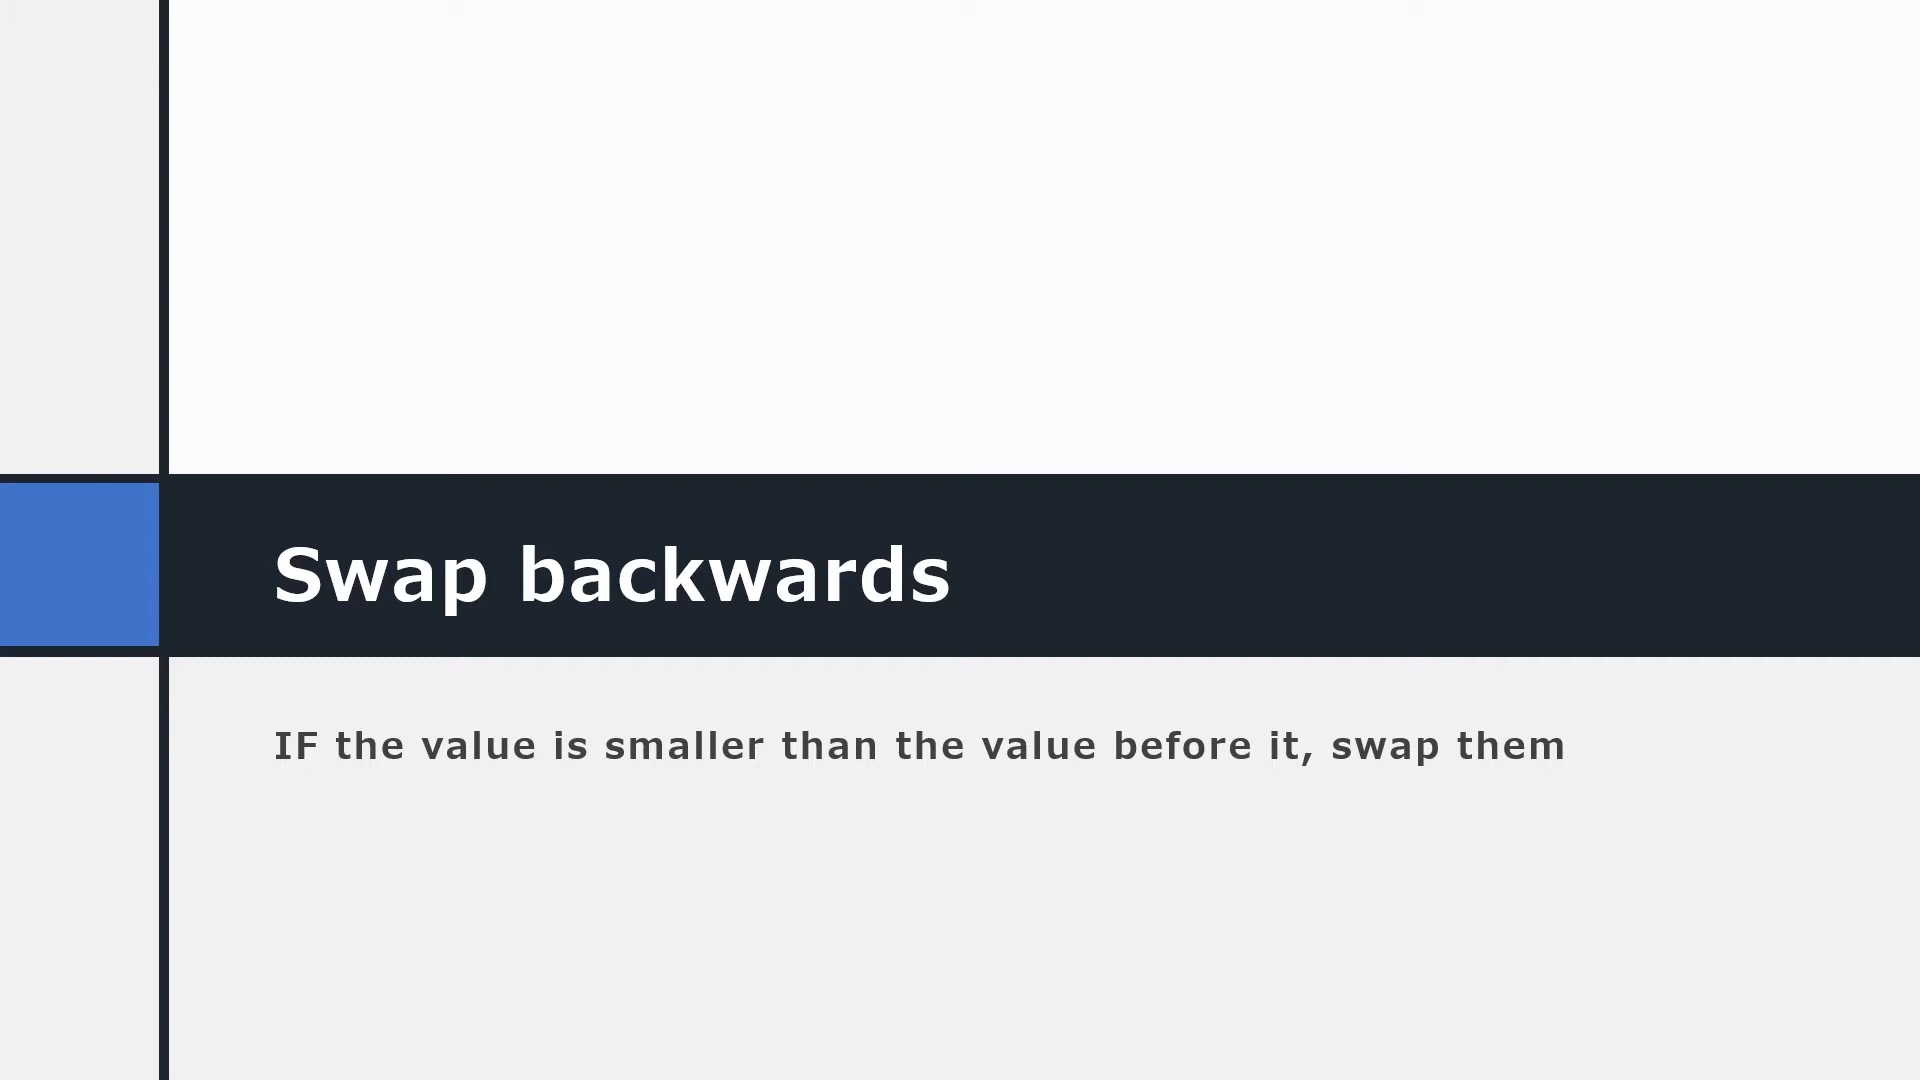 Swap backwards
IF the value is smaller than the value before it, swap them